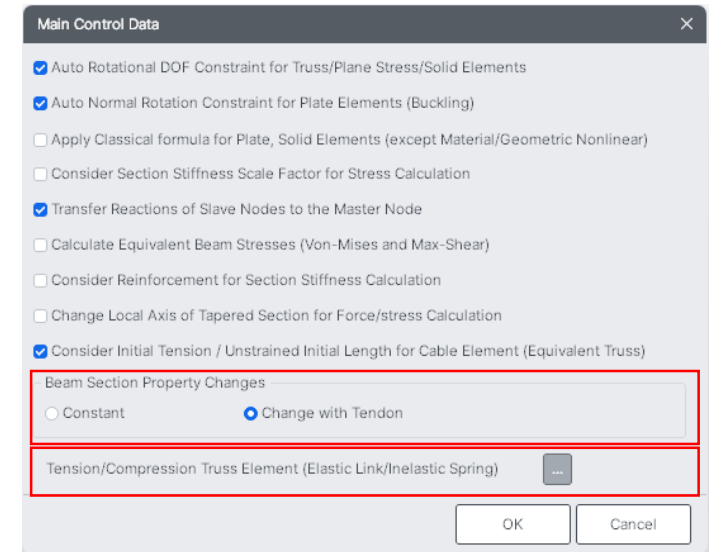 Main Control Data
Auto Rotational DOF Constraint for Truss/Plane Stress/Solid Elements
Auto Normal Rotation Constraint for Plate Elements (Buckling)
Apply Classical formula for Plate, Solid Elements (except Material/Geometric Nonlinear)
Consider Section Stiffness Scale Factor for Stress Calculation
Transfer Reactions of Slave Nodes to the Master Node
Calculate Equivalent Beam Stresses (Von-Mises and Max-Shear)
Consider Reinforcement for Section Stiffness Calculation
Change Local Axis of Tapered Section for Force/stress Calculation
Consider Initial Tension / Unstrained Initial Length for Cable Element (Equivalent Truss)
Beam Section Property Changes
Constant Change with Tendon
Tension/Compression Truss Element (Elastic Link/Inelastic Spring) ...
OK Cancel